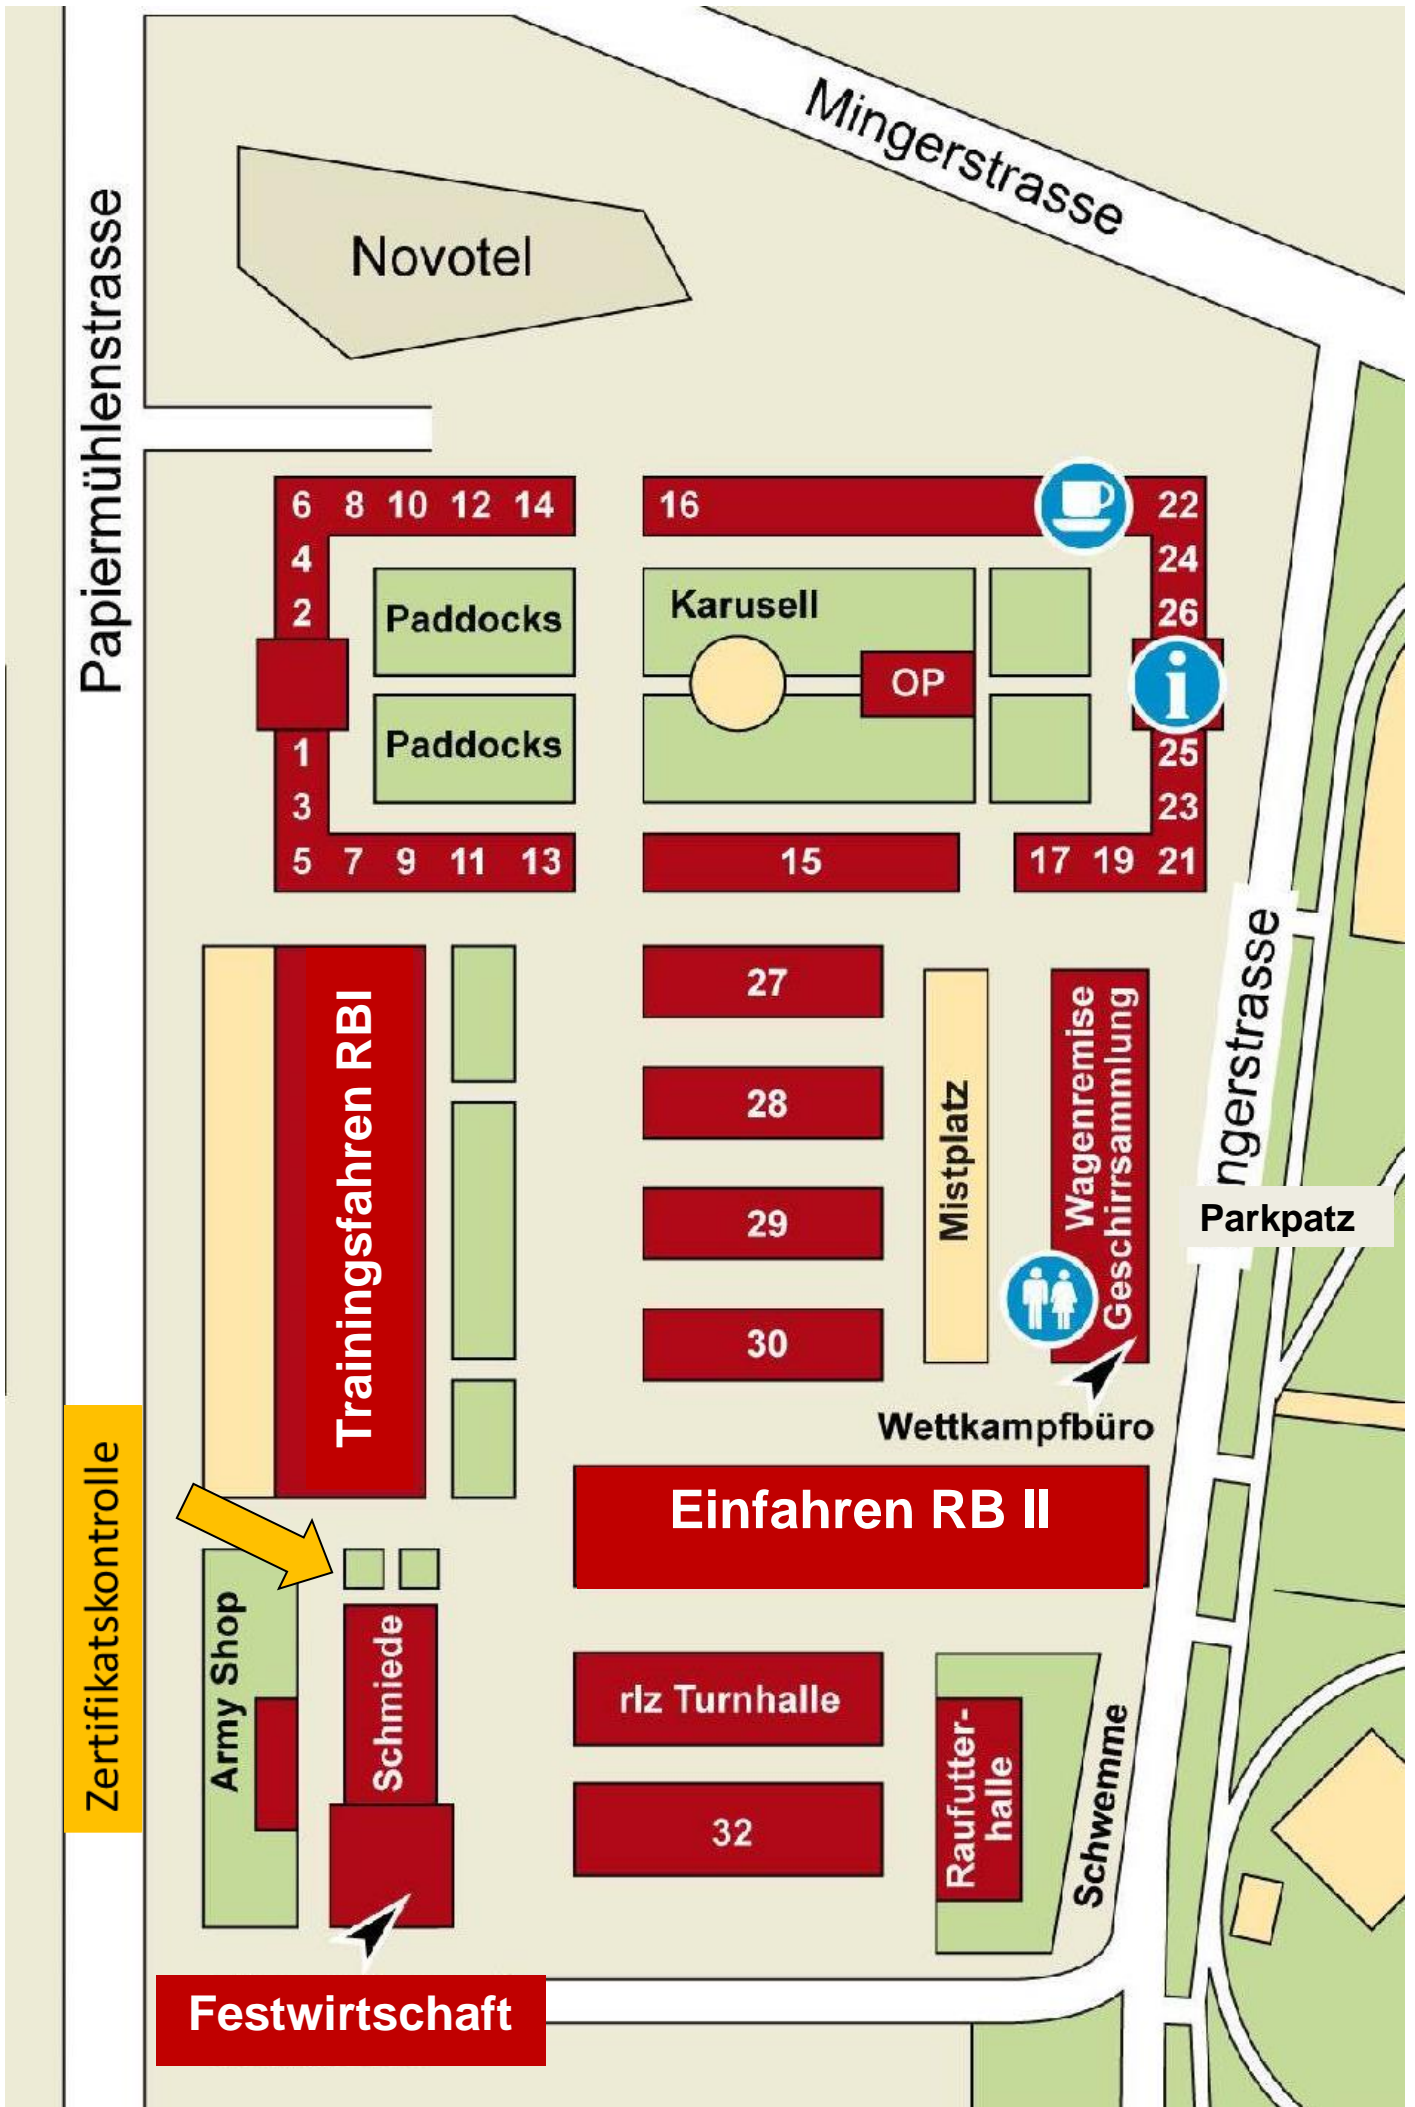 Mingerstrasse
Papiermühlenstrasse
Novotel
6 8 10 12 14
16
22
4
24
2
26
Paddocks
Karusell
OP
i
Paddocks
1
25
3
23
5 7 9 11 13
15
17 19 21
Trainingsfahren RBI
27
28
29
30
Mistplatz
Wagenremise
Geschirrsammlung
ngerstrasse
Parkpatz
Wettkampfbüro
Einfahren RB II
Zertifikatskontrolle
Army Shop
Schmiede
rlz Turnhalle
32
Raufutter-
halle
Schwemme
Festwirtschaft